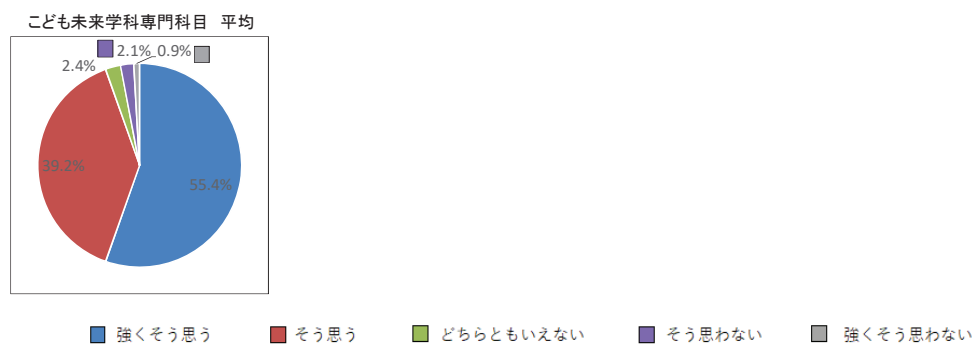 こども未来学科専門科目 平均
2.1% 0.9%
2.4%
39.2%
55.4%
強くそう思う そう思う どちらともいえない そう思わない 強くそう思わない